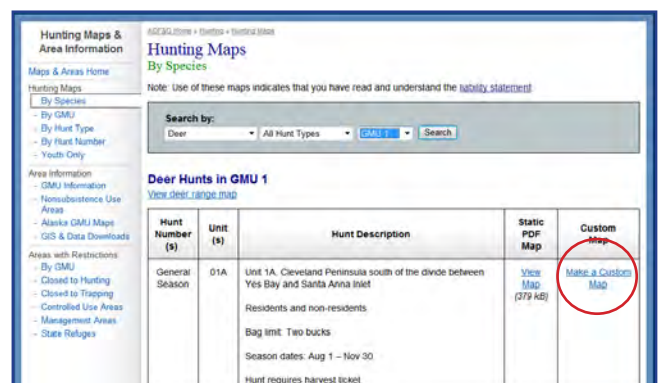 Hunting Maps &
Area Information
Maps & Areas Home
Hunting Maps
By Species
- By GMU
- By Hunt Type
- By Hunt Number
- Youth Only
Area Information
- GMU Information
- Nonsubsistence Use
Areas
- Alaska GMU Maps
- GIS & Data Downloads
Areas with Restrictions
- By GMU
- Closed to Hunting
- Closed to Trapping
- Controlled Use Areas
- Management Areas
- State Refuges
ADF&G Home » Hunting » Hunting Maps
Hunting Maps
By Species
Note: Use of these maps indicates that you have read and understand the liability statement
Search by:
Deer All Hunt Types GMU 1 Search
Deer Hunts in GMU 1
View deer range map
Hunt
Number
(s)
Unit
(s)
Hunt Description
Static
PDF
Map
Custom
Map
General
Season
01A
Unit 1A, Cleveland Peninsula south of the divide between
Yes Bay and Santa Anna Inlet
Residents and non-residents
Bag limit: Two bucks
Season dates: Aug 1 – Nov 30
Hunt requires harvest ticket
View
Map
(379 kB)
Make a Custom
Map